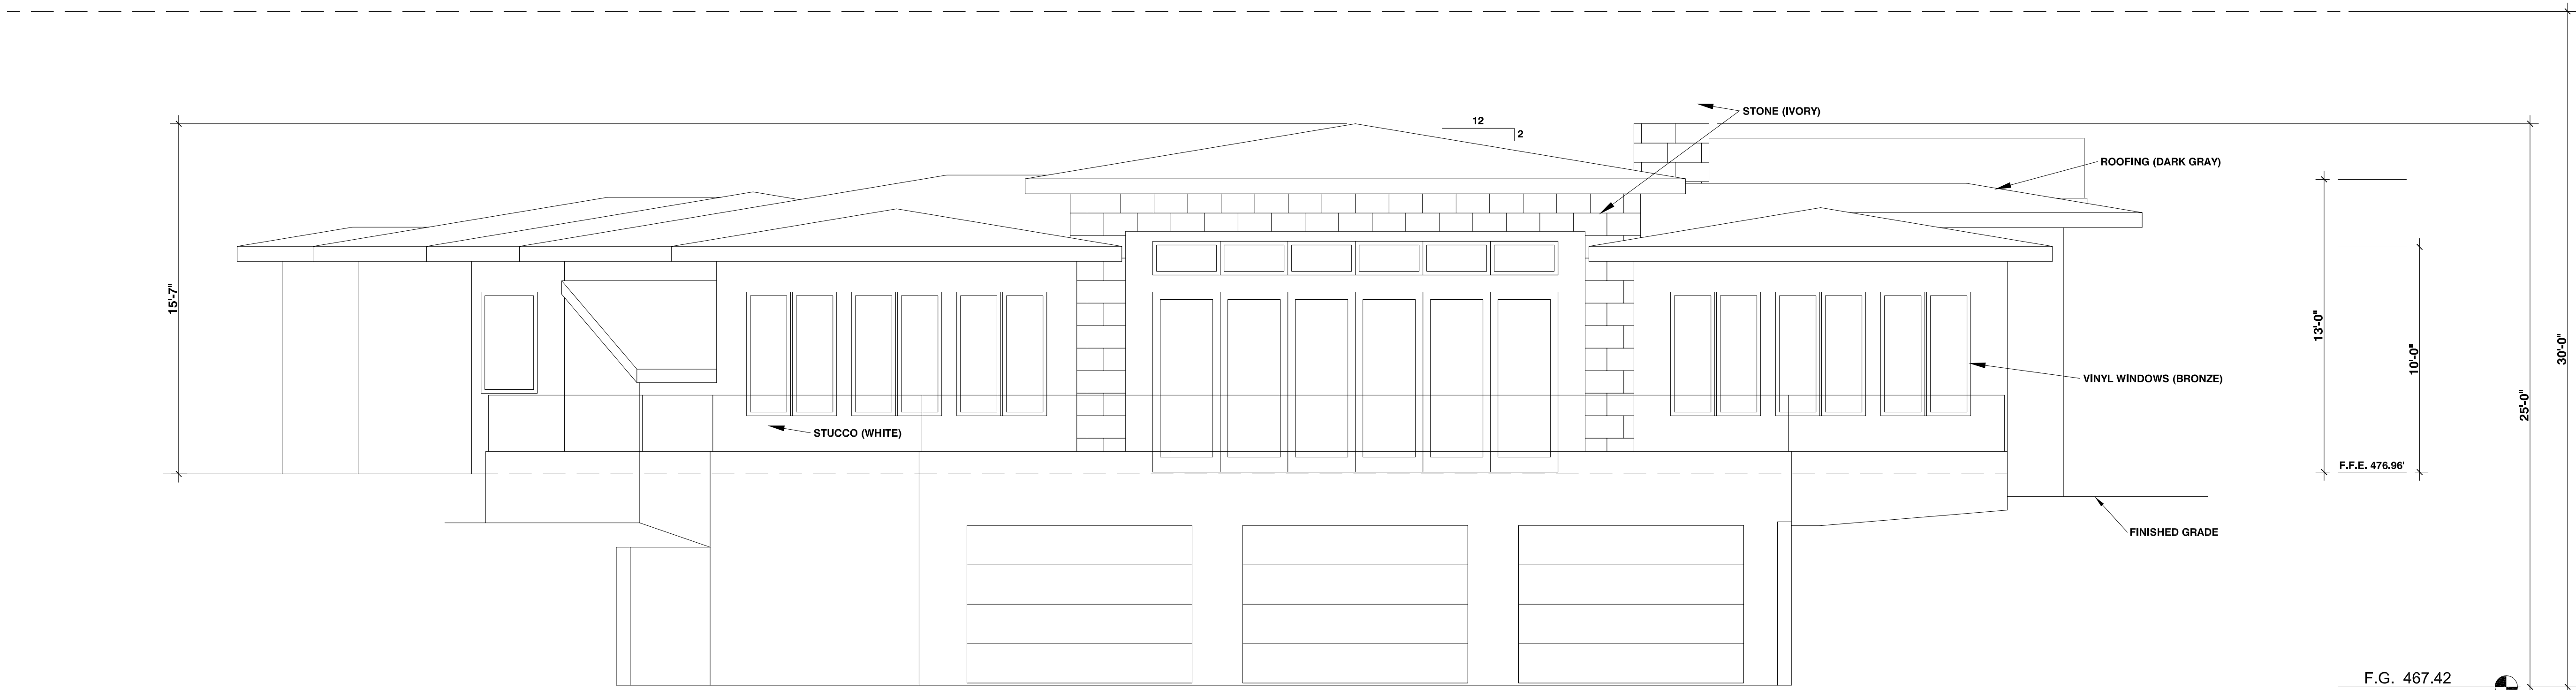 STONE (IVORY)
12
2
ROOFING (DARK GRAY)
15'-7"
13'-0"
10'-0"
30'-0"
25'-0"
VINYL WINDOWS (BRONZE)
STUCCO (WHITE)
F.F.E. 476.96'
FINISHED GRADE
F.G. 467.42